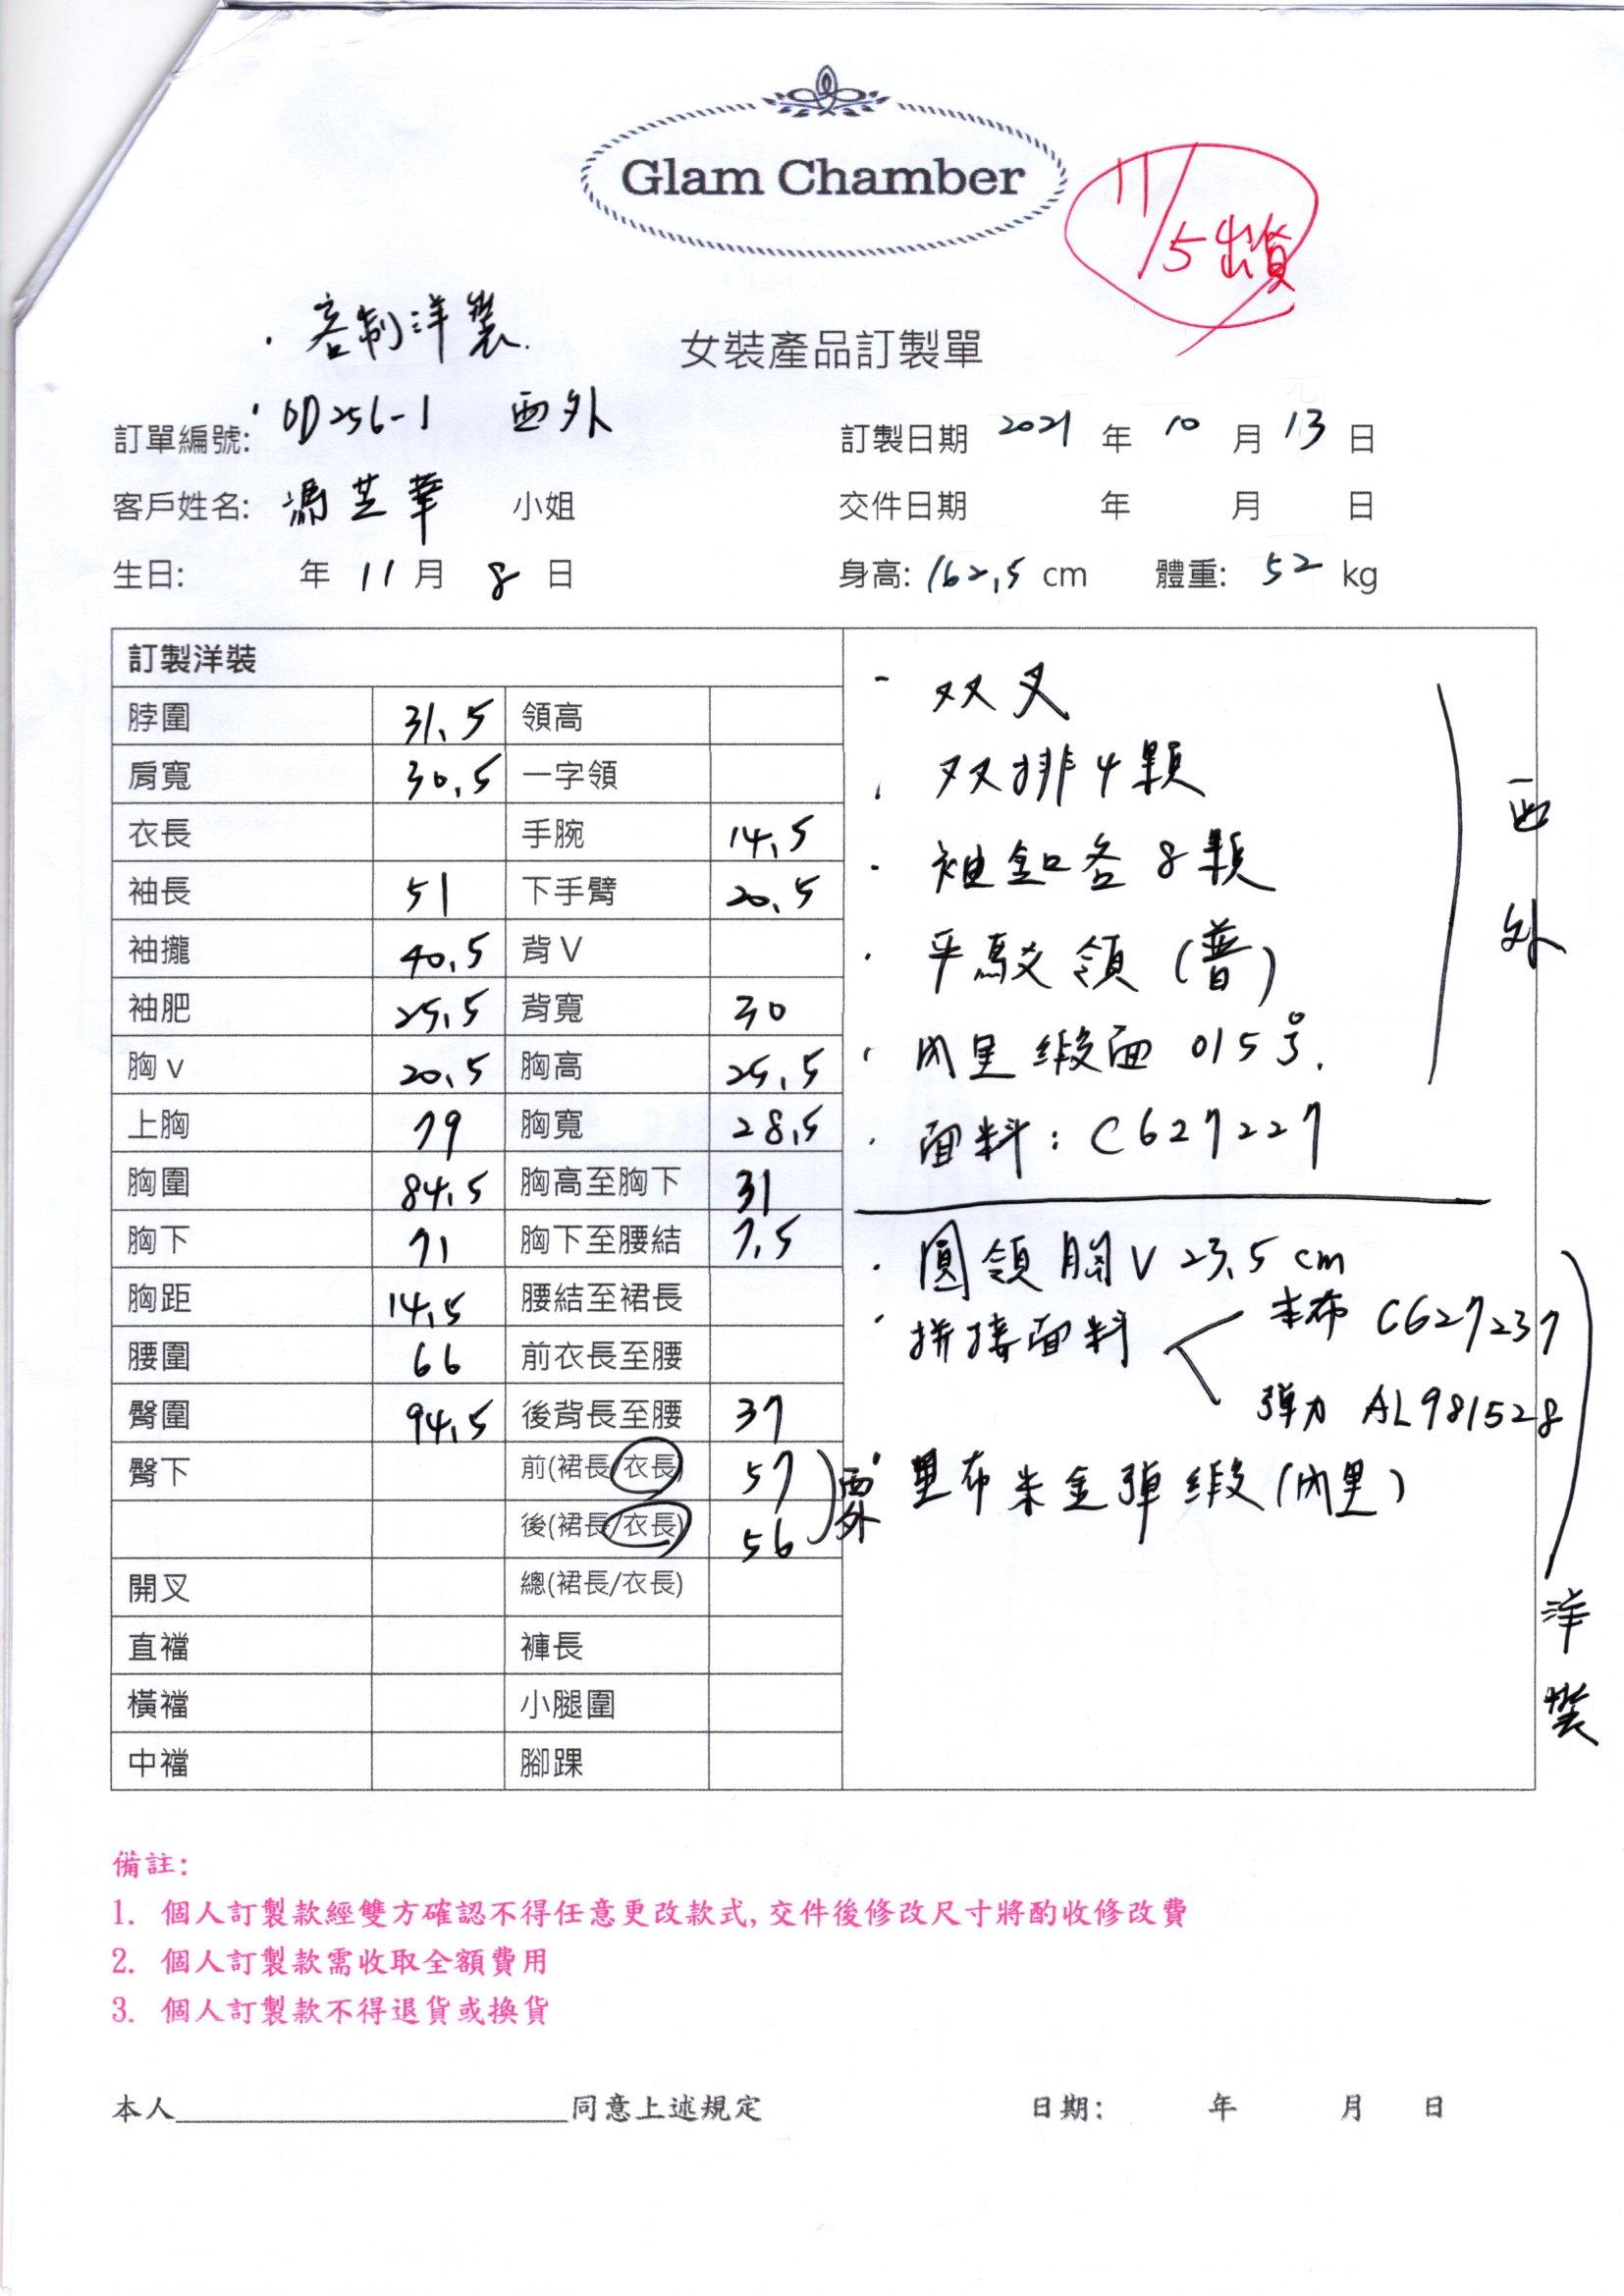 Glam Chamber
11/5出貨
· 客制洋裝.
女裝產品訂製單
訂單編號: · OD256-1 西外 訂製日期 2021 年 10 月 13 日
客戶姓名: 馮芝華 小姐 交件日期 年 月 日
生日: 年 11 月 8 日 身高: 162.5 cm 體重: 52 kg
訂製洋裝
脖圍 31.5 領高
肩寬 30.5 一字領
衣長 手腕 14.5
袖長 51 下手臂 20.5
袖攏 40.5 背V
袖肥 25.5 背寬 30
胸v 20.5 胸高 25.5
上胸 79 胸寬 28.5
胸圍 84.5 胸高至胸下 31
胸下 71 胸下至腰結 7.5
胸距 14.5 腰結至裙長
腰圍 66 前衣長至腰
臀圍 94.5 後背長至腰 37
臀下 前(裙長/衣長) 57
後(裙長/衣長) 56
西外
開叉 總(裙長/衣長)
直襠 褲長
橫襠 小腿圍
中襠 腳踝
- 双叉
· 双排4顆
· 袖釦各8顆
· 平駁領(普)
· 內里緞面 015号.
· 面料: C627227
西外
· 圓領胸V 23.5 cm
· 拼接面料
本布 C627237
彈力 AL981528
· 里布朱金彈緞(內里)
洋裝
備註:
1. 個人訂製款經雙方確認不得任意更改款式,交件後修改尺寸將酌收修改費
2. 個人訂製款需收取全額費用
3. 個人訂製款不得退貨或換貨
本人________________同意上述規定 日期: 年 月 日